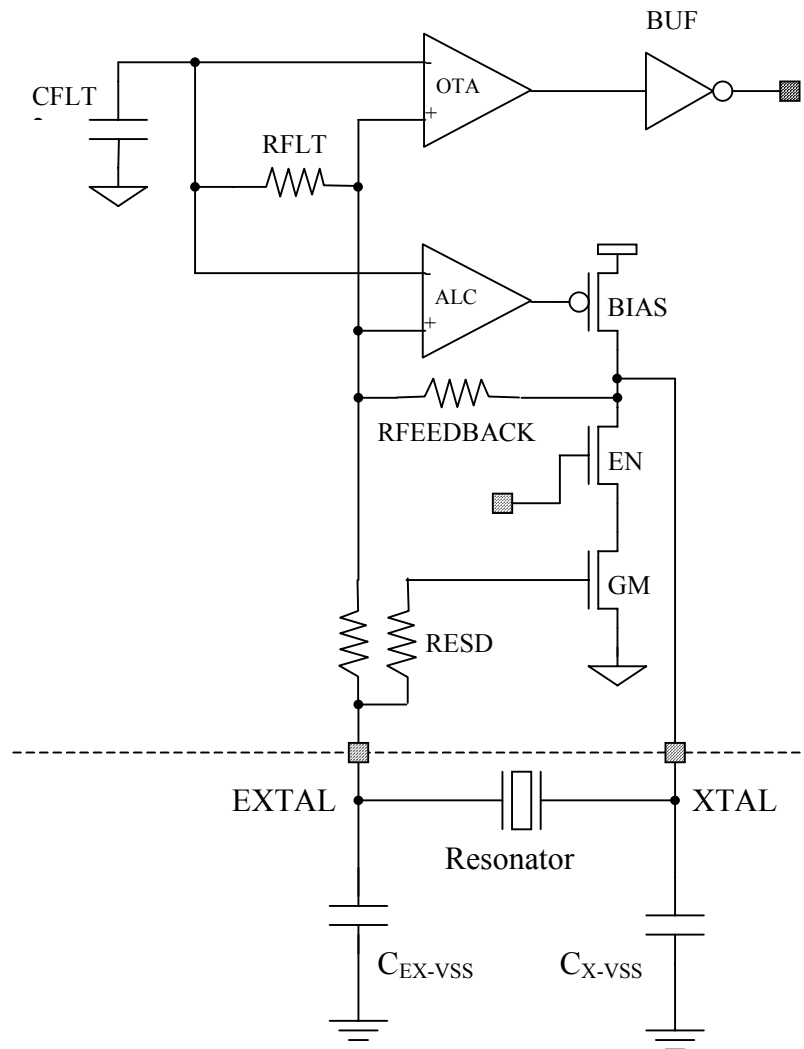 BUF
CFLT
OTA
RFLT
ALC
BIAS
RFEEDBACK
EN
GM
RESD
EXTAL
XTAL
Resonator
CEX-VSS
CX-VSS